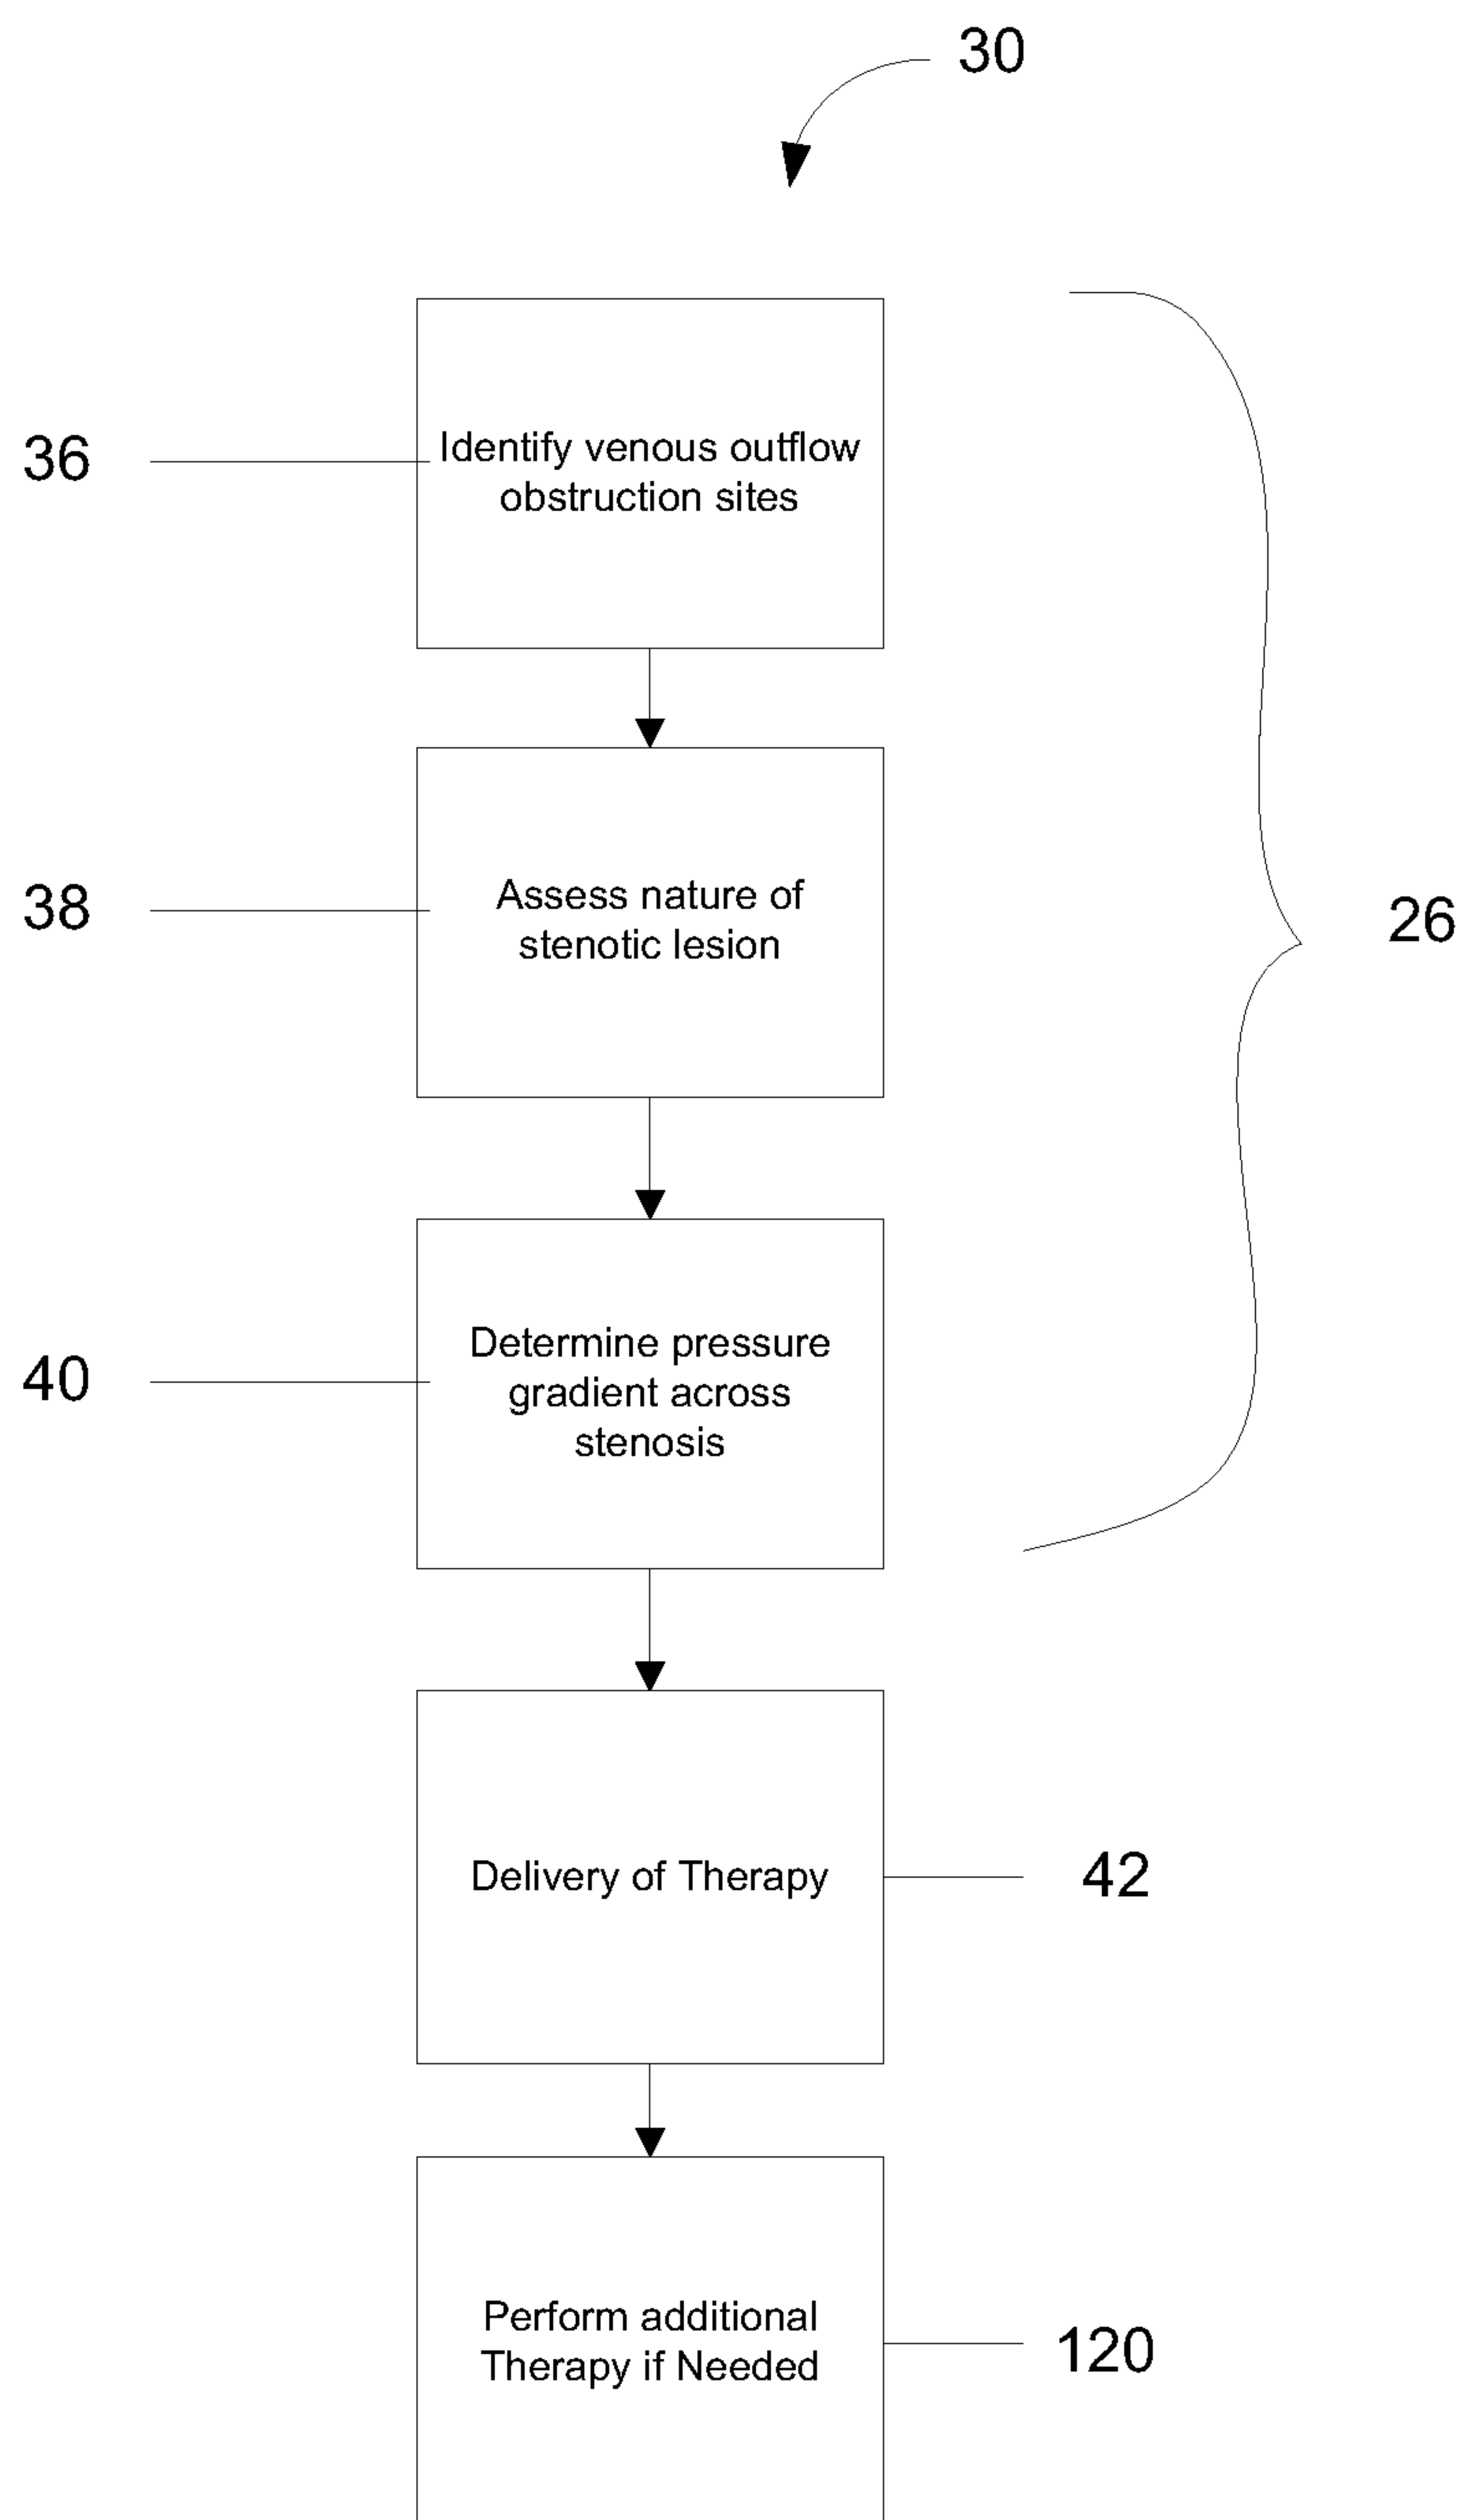 30
36
Identify venous outflow
obstruction sites
38
Assess nature of
stenotic lesion
26
40
Determine pressure
gradient across
stenosis
Delivery of Therapy
42
Perform additional
Therapy if Needed
120